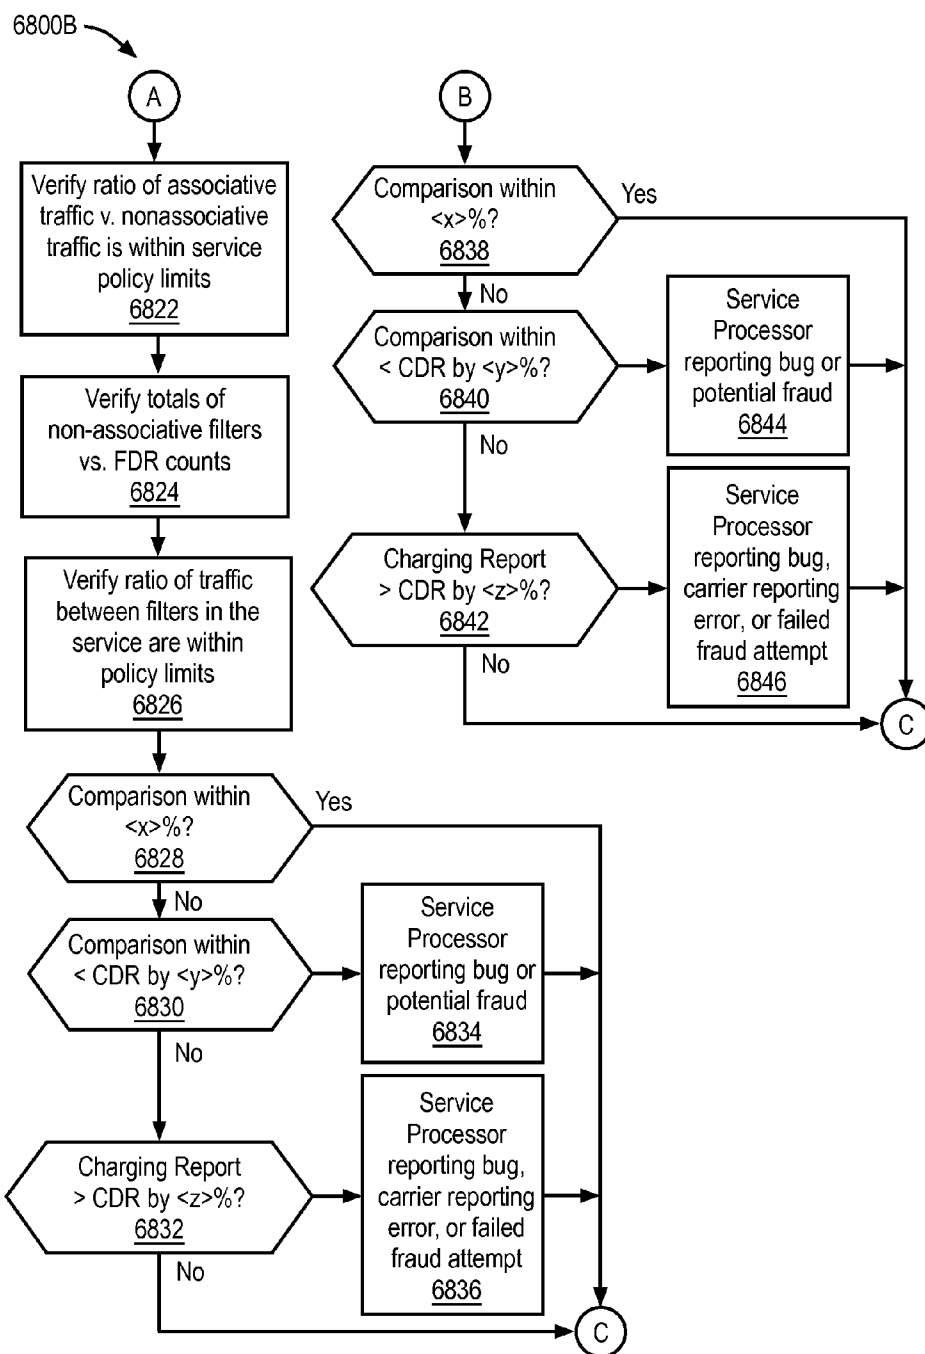 6800B
A
Verify ratio of associative
traffic v. nonassociative
traffic is within service
policy limits
6822
Verify totals of
non-associative filters
vs. FDR counts
6824
Verify ratio of traffic
between filters in the
service are within
policy limits
6826
Comparison within
<x>%?
6828
Yes
No
Comparison within
< CDR by <y>%?
6830
No
Service
Processor
reporting bug or
potential fraud
6834
Charging Report
> CDR by <z>%?
6832
No
Service
Processor
reporting bug,
carrier reporting
error, or failed
fraud attempt
6836
C
B
Comparison within
<x>%?
6838
Yes
No
Comparison within
< CDR by <y>%?
6840
No
Service
Processor
reporting bug or
potential fraud
6844
Charging Report
> CDR by <z>%?
6842
No
Service
Processor
reporting bug,
carrier reporting
error, or failed
fraud attempt
6846
C